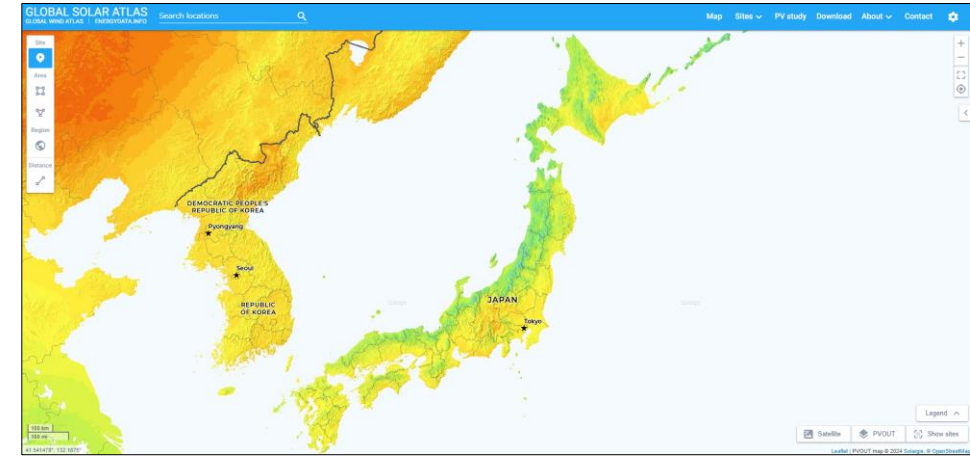 GLOBAL SOLAR ATLAS
GLOBAL WIND ATLAS | ENERGYDATA.INFO
Search locations
Map Sites PV study Download About Contact
Site
Area
Region
Distance
DEMOCRATIC PEOPLE'S
REPUBLIC OF KOREA
Pyongyang
Seoul
REPUBLIC
OF KOREA
JAPAN
Tokyo
Legend
Satellite PVOUT Show sites
100 km
100 mi
Leaflet | PVOUT map © 2024 Solargis, © OpenStreetMap